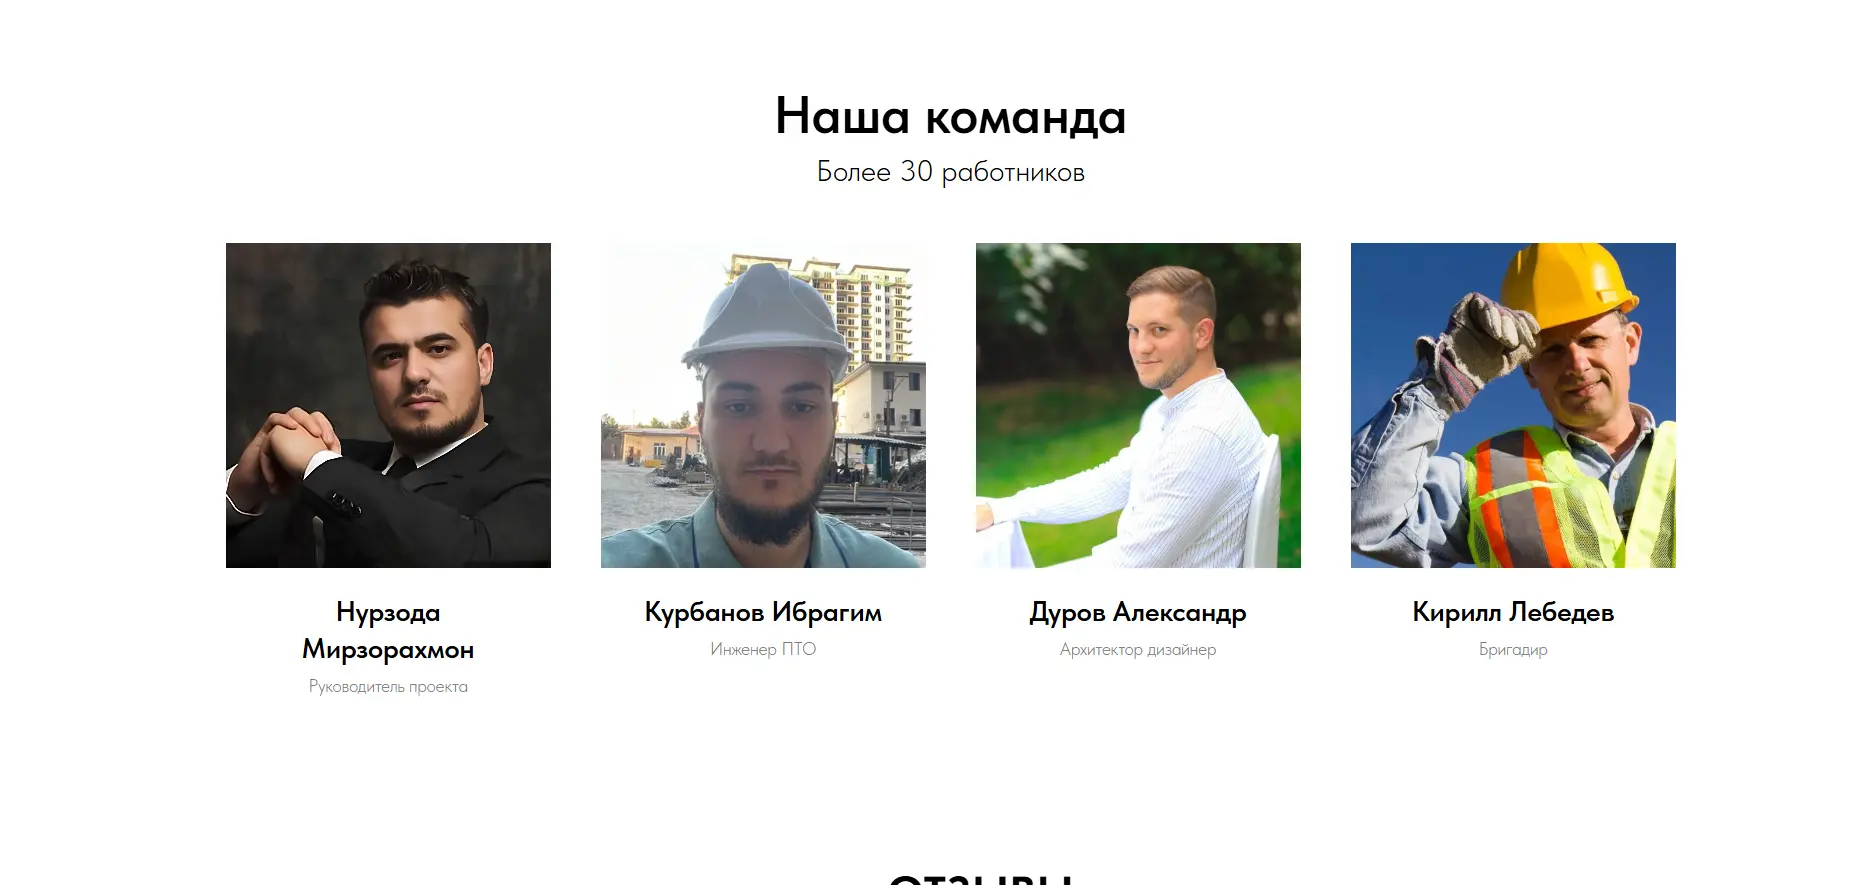 Наша команда
Более 30 работников
Нурзода
Мирзорахмон
Руководитель проекта
Курбанов Ибрагим
Инженер ПТО
Дуров Александр
Архитектор дизайнер
Кирилл Лебедев
Бригадир
ОТЗЫВЫ